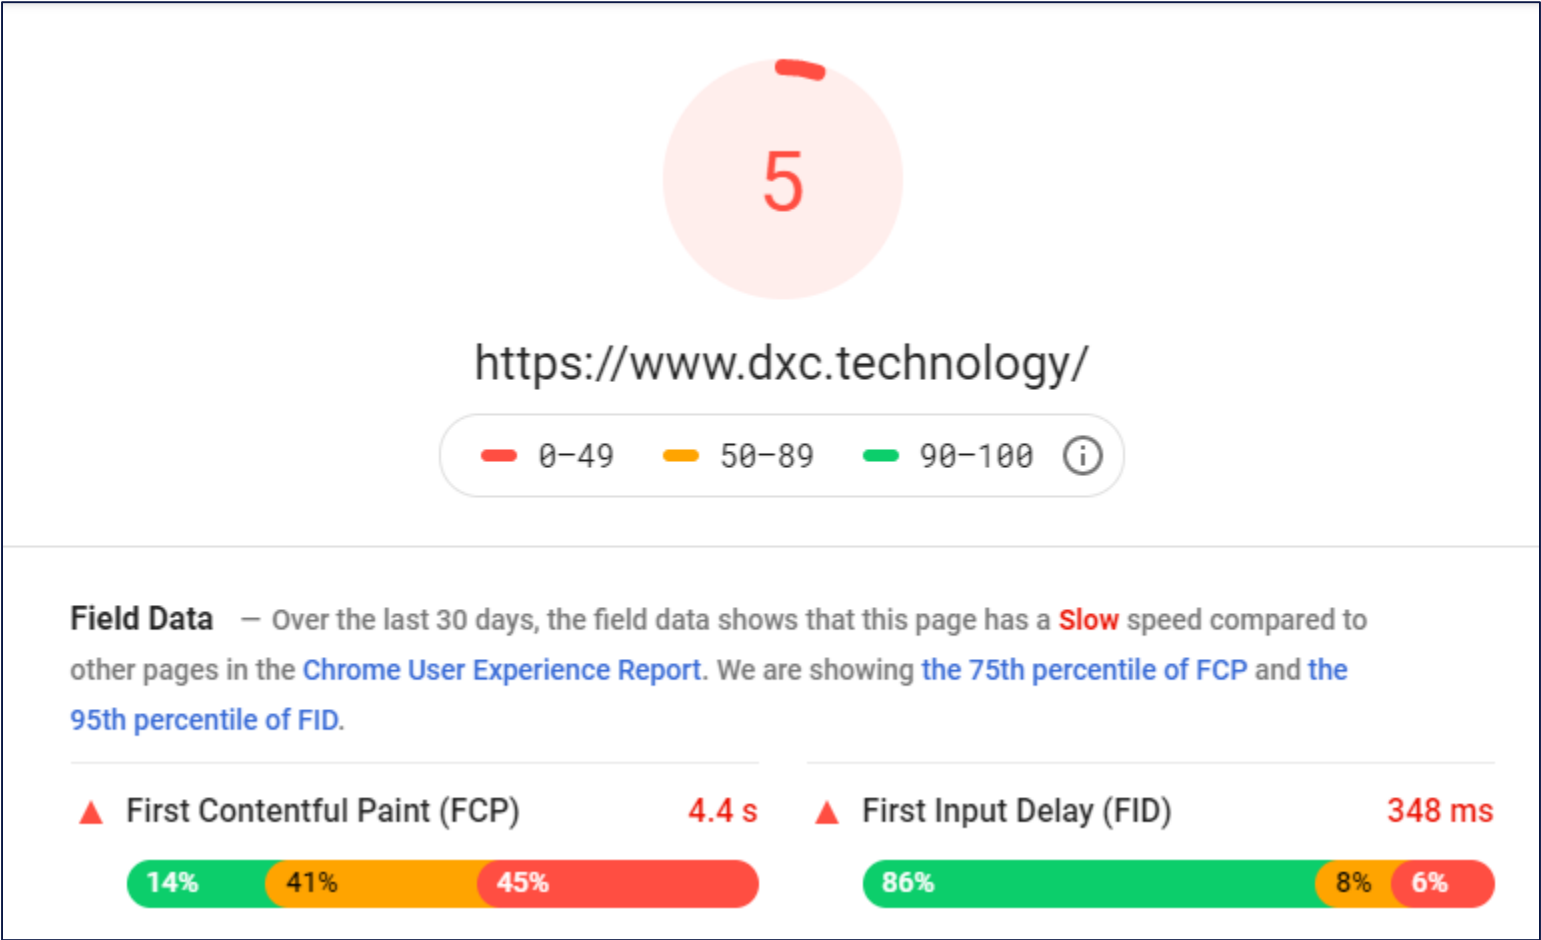 5
https://www.dxc.technology/
0–49 50–89 90–100
Field Data — Over the last 30 days, the field data shows that this page has a Slow speed compared to
other pages in the Chrome User Experience Report. We are showing the 75th percentile of FCP and the
95th percentile of FID.
First Contentful Paint (FCP) 4.4 s
14% 41% 45%
First Input Delay (FID) 348 ms
86% 8% 6%